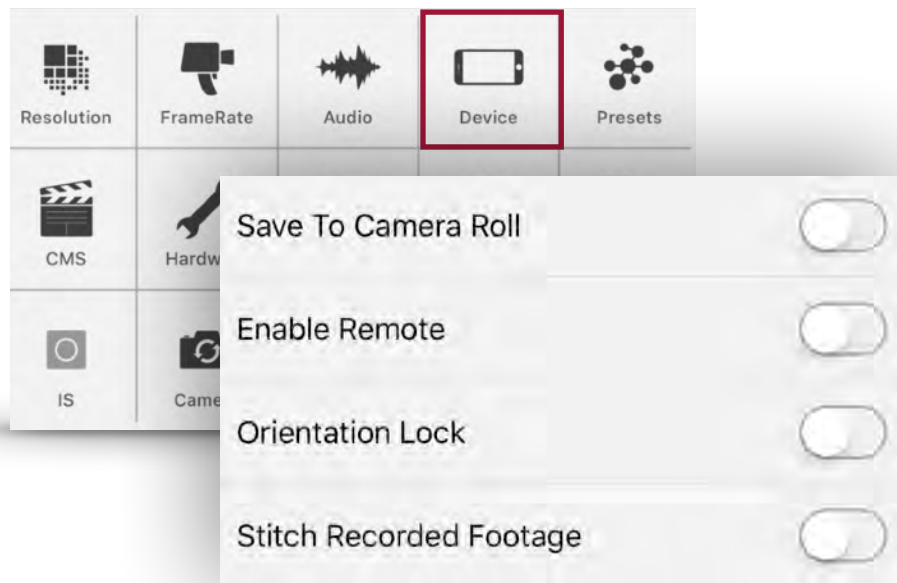 Resolution
FrameRate
Audio
Device
Presets
CMS
Hardw
IS
Came
Save To Camera Roll
Enable Remote
Orientation Lock
Stitch Recorded Footage